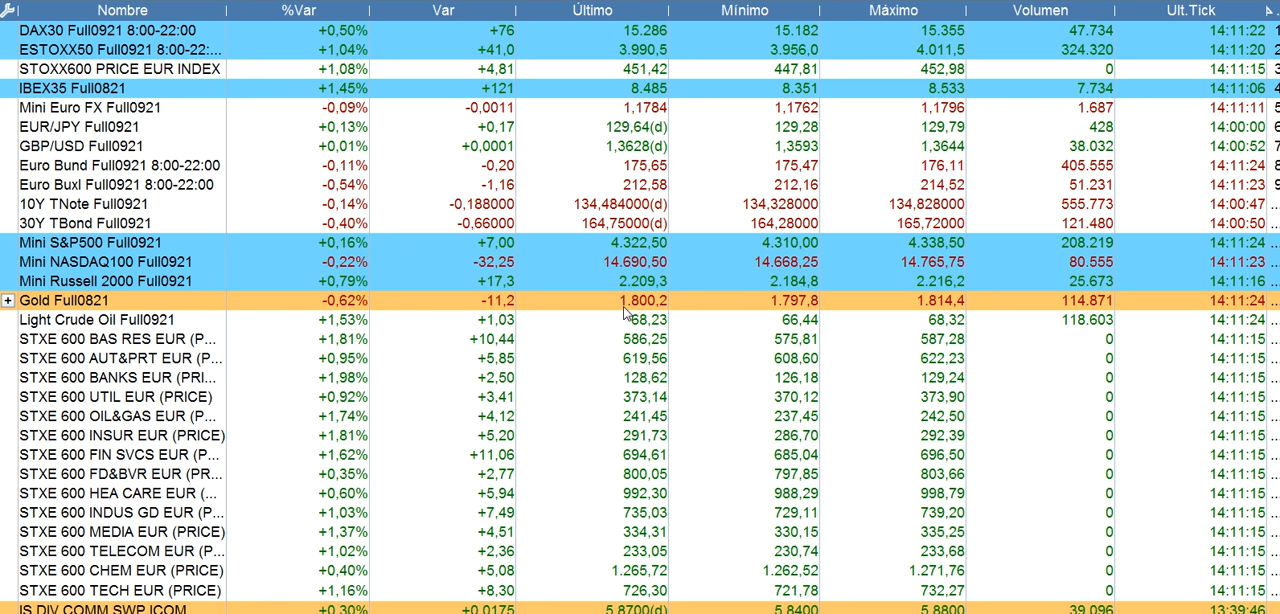 Nombre %Var Var Último Mínimo Máximo Volumen Ult.Tick
DAX30 Full0921 8:00-22:00 +0,50% +76 15.286 15.182 15.355 47.734 14:11:22 1
ESTOXX50 Full0921 8:00-22:... +1,04% +41,0 3.990,5 3.956,0 4.011,5 324.320 14:11:20 2
STOXX600 PRICE EUR INDEX +1,08% +4,81 451,42 447,81 452,98 0 14:11:15 3
IBEX35 Full0821 +1,45% +121 8.485 8.351 8.533 7.734 14:11:06 4
Mini Euro FX Full0921 -0,09% -0,0011 1,1784 1,1762 1,1796 1.687 14:11:11 5
EUR/JPY Full0921 +0,13% +0,17 129,64(d) 129,28 129,79 428 14:00:00 6
GBP/USD Full0921 +0,01% +0,0001 1,3628(d) 1,3593 1,3644 38.032 14:00:52 7
Euro Bund Full0921 8:00-22:00 -0,11% -0,20 175,65 175,47 176,11 405.555 14:11:24 8
Euro Buxl Full0921 8:00-22:00 -0,54% -1,16 212,58 212,16 214,52 51.231 14:11:23 9
10Y TNote Full0921 -0,14% -0,188000 134,484000(d) 134,328000 134,828000 555.773 14:00:47 ...
30Y TBond Full0921 -0,40% -0,66000 164,75000(d) 164,28000 165,72000 121.480 14:00:50 ...
Mini S&P500 Full0921 +0,16% +7,00 4.322,50 4.310,00 4.338,50 208.219 14:11:24 ...
Mini NASDAQ100 Full0921 -0,22% -32,25 14.690,50 14.668,25 14.765,75 80.555 14:11:23 ...
Mini Russell 2000 Full0921 +0,79% +17,3 2.209,3 2.184,8 2.216,2 25.673 14:11:16 ...
Gold Full0821 -0,62% -11,2 1.800,2 1.797,8 1.814,4 114.871 14:11:24 ...
Light Crude Oil Full0921 +1,53% +1,03 68,23 66,44 68,32 118.603 14:11:24 ...
STXE 600 BAS RES EUR (P... +1,81% +10,44 586,25 575,81 587,28 0 14:11:15 ...
STXE 600 AUT&PRT EUR (P... +0,95% +5,85 619,56 608,60 622,23 0 14:11:15 ...
STXE 600 BANKS EUR (PRI... +1,98% +2,50 128,62 126,18 129,24 0 14:11:15 ...
STXE 600 UTIL EUR (PRICE) +0,92% +3,41 373,14 370,12 373,90 0 14:11:15 ...
STXE 600 OIL&GAS EUR (P... +1,74% +4,12 241,45 237,45 242,50 0 14:11:15 ...
STXE 600 INSUR EUR (PRICE) +1,81% +5,20 291,73 286,70 292,39 0 14:11:15 ...
STXE 600 FIN SVCS EUR (P... +1,62% +11,06 694,61 685,04 696,50 0 14:11:15 ...
STXE 600 FD&BVR EUR (PR... +0,35% +2,77 800,05 797,85 803,66 0 14:11:15 ...
STXE 600 HEA CARE EUR (... +0,60% +5,94 992,30 988,29 998,79 0 14:11:15 ...
STXE 600 INDUS GD EUR (P... +1,03% +7,49 735,03 729,11 739,20 0 14:11:15 ...
STXE 600 MEDIA EUR (PRICE) +1,37% +4,51 334,31 330,15 335,25 0 14:11:15 ...
STXE 600 TELECOM EUR (P... +1,02% +2,36 233,05 230,74 233,68 0 14:11:15 ...
STXE 600 CHEM EUR (PRICE) +0,40% +5,08 1.265,72 1.262,52 1.271,76 0 14:11:15 ...
STXE 600 TECH EUR (PRICE) +1,16% +8,30 726,30 721,78 732,27 0 14:11:15 ...
IS DIV COMM SWP ICOM +0,30% +0,0175 5,8700(d) 5,8400 5,8800 39.096 13:39:46 ...